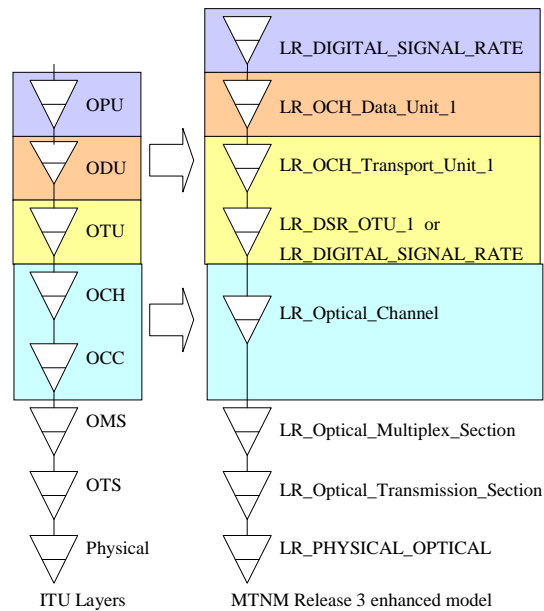 LR_DIGITAL_SIGNAL_RATE
OPU
LR_OCH_Data_Unit_1
ODU
LR_OCH_Transport_Unit_1
OTU
LR_DSR_OTU_1 or
LR_DIGITAL_SIGNAL_RATE
OCH
LR_Optical_Channel
OCC
OMS
LR_Optical_Multiplex_Section
OTS
LR_Optical_Transmission_Section
Physical
LR_PHYSICAL_OPTICAL
ITU Layers
MTNM Release 3 enhanced model